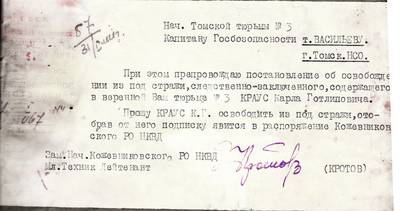 Нач. Томской тюрьмы № 3
Капитану Госбезопасности т.ВАСИЛЬЕВУ.
г.Томск.НСО.
При этом препровождаю постановление об освобожде
нии из под стражи,следственно-заключенного,содержащего
в веренной Вам тюрьма № 3 КРАУС Карла Готлиповича.
Прошу КРАУС К.Г. освободить из под стражи,ото-
брав от него подписку явится в распоряжение Кожевников
ского РО НКВД
Зам.Нач.Кожевниковского РО НКВД
Мл.Техник Лейтенант
(КРОТОВ)